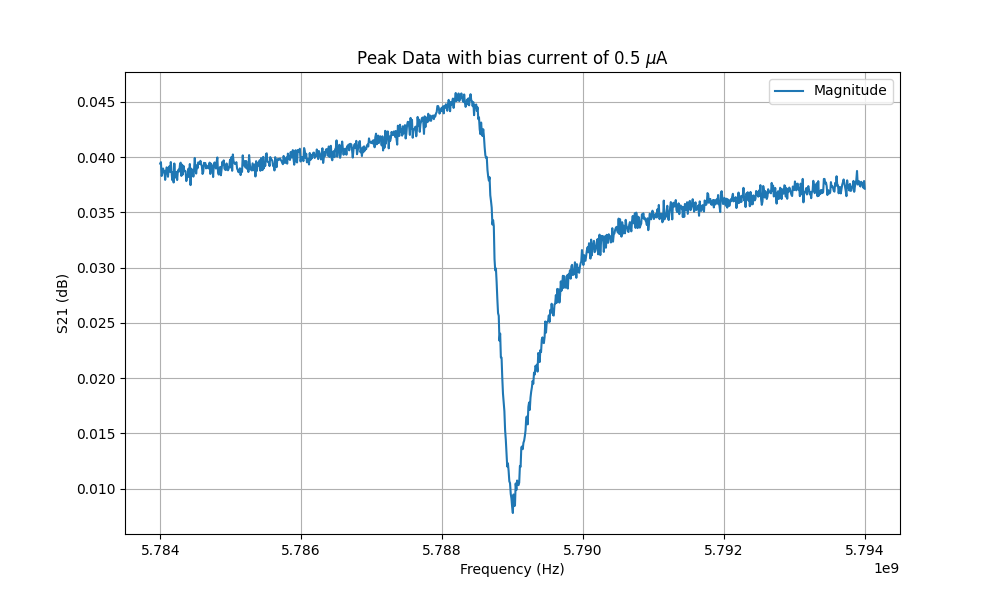 Peak Data with bias current of 0.5 μA
Magnitude
0.045
0.040
0.035
0.030
0.025
0.020
0.015
0.010
S21 (dB)
5.784 5.786 5.788 5.790 5.792 5.794
1e9
Frequency (Hz)